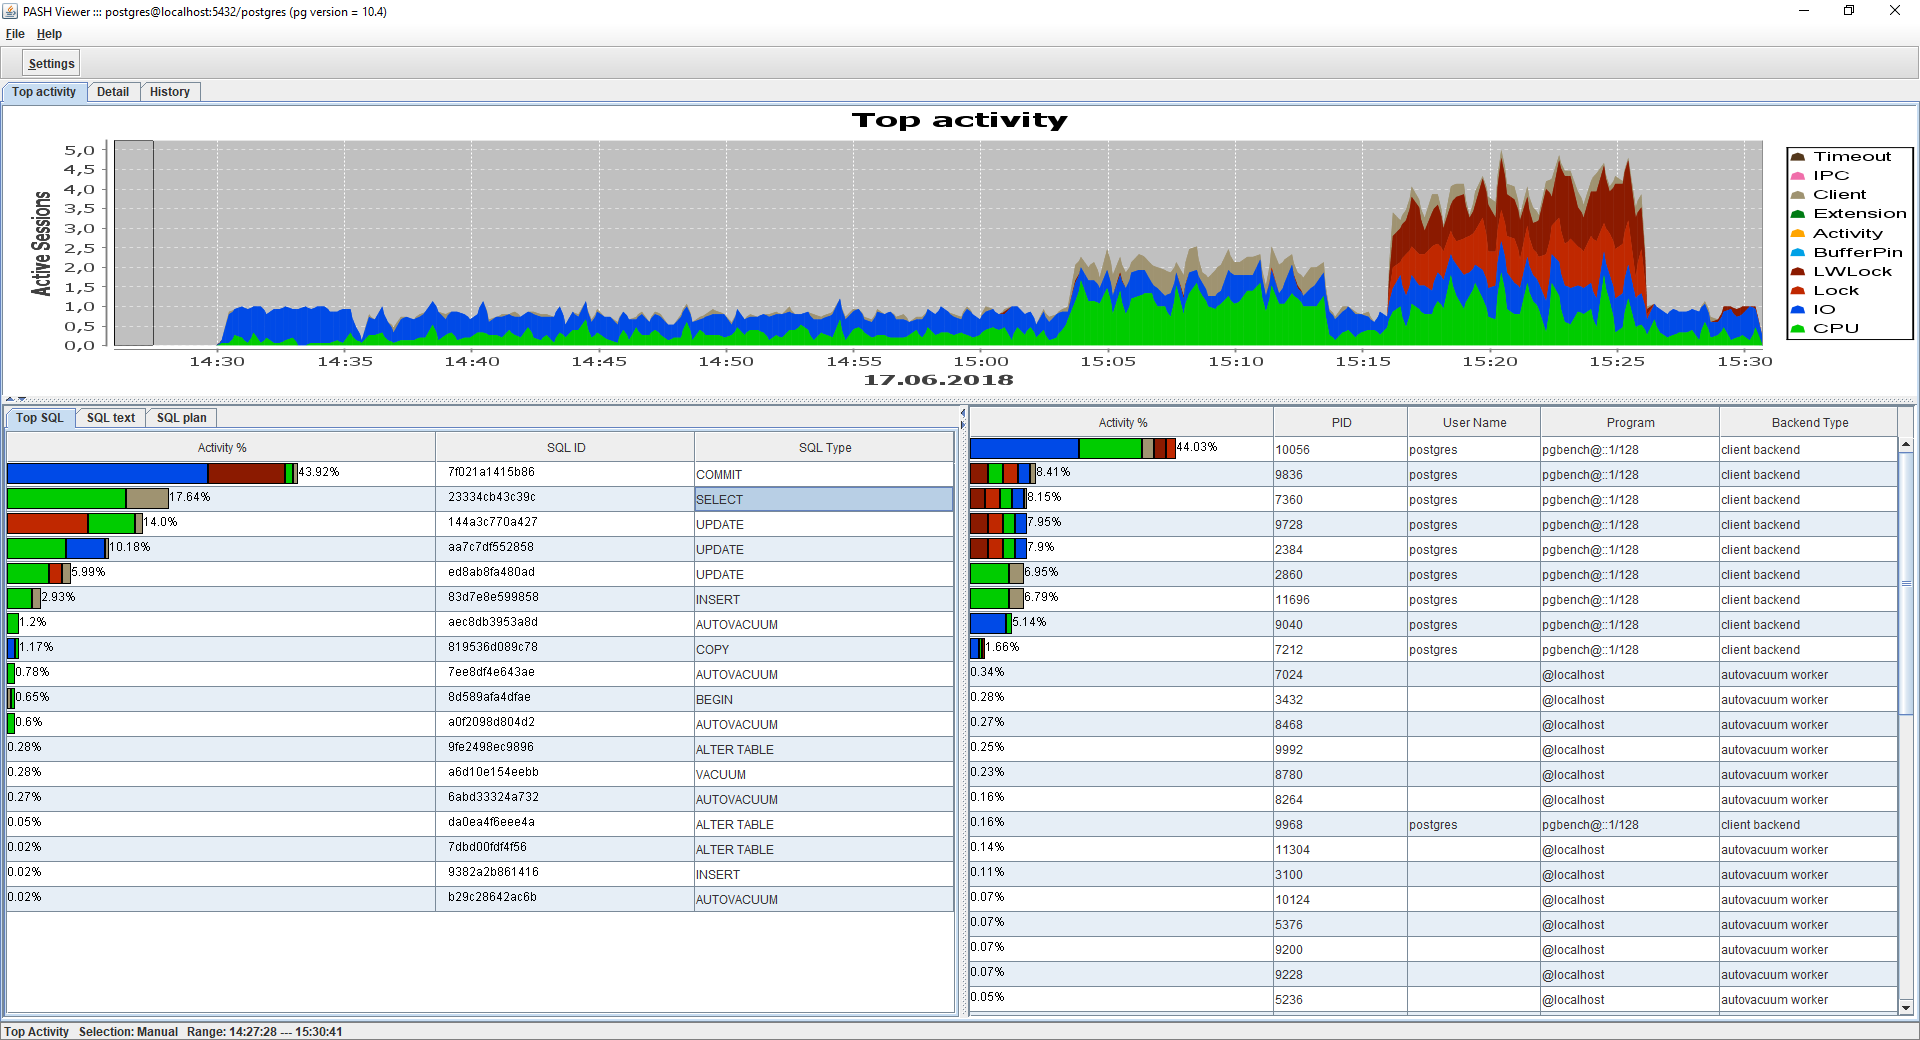 PASH Viewer ::: postgres@localhost:5432/postgres (pg version = 10.4)
File Help
Settings
Top activity Detail History
Top activity
Active Sessions
5,0
4,5
4,0
3,5
3,0
2,5
2,0
1,5
1,0
0,5
0,0
14:30 14:35 14:40 14:45 14:50 14:55 15:00 15:05 15:10 15:15 15:20 15:25 15:30
17.06.2018
Timeout
IPC
Client
Extension
Activity
BufferPin
LWLock
Lock
IO
CPU
Top SQL SQL text SQL plan
Activity % SQL ID SQL Type
43.92% 7f021a1415b86 COMMIT
17.64% 23334cb43c39c SELECT
14.0% 144a3c770a427 UPDATE
10.18% aa7c7df552858 UPDATE
5.99% ed8ab8fa480ad UPDATE
2.93% 83d7e8e599858 INSERT
1.2% aec8db3953a8d AUTOVACUUM
1.17% 819536d089c78 COPY
0.78% 7ee8df4e643ae AUTOVACUUM
0.65% 8d589afa4dfae BEGIN
0.6% a0f2098d804d2 AUTOVACUUM
0.28% 9fe2498ec9896 ALTER TABLE
0.28% a6d10e154eebb VACUUM
0.27% 6abd33324a732 AUTOVACUUM
0.05% da0ea4f6eee4a ALTER TABLE
0.02% 7dbd00fdf4f56 ALTER TABLE
0.02% 9382a2b861416 INSERT
0.02% b29c28642ac6b AUTOVACUUM
Activity % PID User Name Program Backend Type
44.03% 10056 postgres pgbench@::1/128 client backend
8.41% 9836 postgres pgbench@::1/128 client backend
8.15% 7360 postgres pgbench@::1/128 client backend
7.95% 9728 postgres pgbench@::1/128 client backend
7.9% 2384 postgres pgbench@::1/128 client backend
6.95% 2860 postgres pgbench@::1/128 client backend
6.79% 11696 postgres pgbench@::1/128 client backend
5.14% 9040 postgres pgbench@::1/128 client backend
1.66% 7212 postgres pgbench@::1/128 client backend
0.34% 7024 @localhost autovacuum worker
0.28% 3432 @localhost autovacuum worker
0.27% 8468 @localhost autovacuum worker
0.25% 9992 @localhost autovacuum worker
0.23% 8780 @localhost autovacuum worker
0.16% 8264 @localhost autovacuum worker
0.16% 9968 postgres pgbench@::1/128 client backend
0.14% 11304 @localhost autovacuum worker
0.11% 3100 @localhost autovacuum worker
0.07% 10124 @localhost autovacuum worker
0.07% 5376 @localhost autovacuum worker
0.07% 9200 @localhost autovacuum worker
0.07% 9228 @localhost autovacuum worker
0.05% 5236 @localhost autovacuum worker
Top Activity Selection: Manual Range: 14:27:28 --- 15:30:41